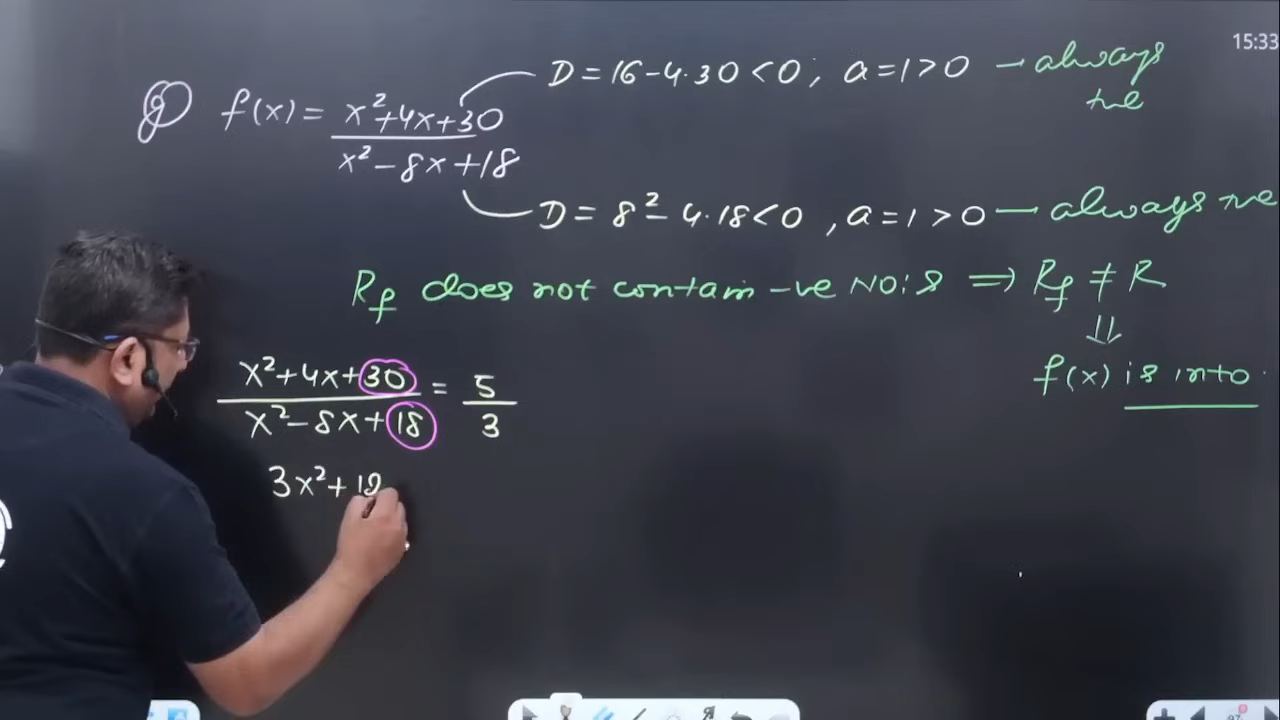 15:33
Q f(x) = x²+4x+30 / x²-8x+18
D = 16-4.30 < 0; a = 1 > 0 → always +ve
D = 8²-4.18 < 0, a = 1 > 0 → always +ve
Rf does not contain -ve No:s ⇒ Rf ≠ R
⇓
f(x) is into.
x²+4x+30 / x²-8x+18 = 5/3
3x²+12